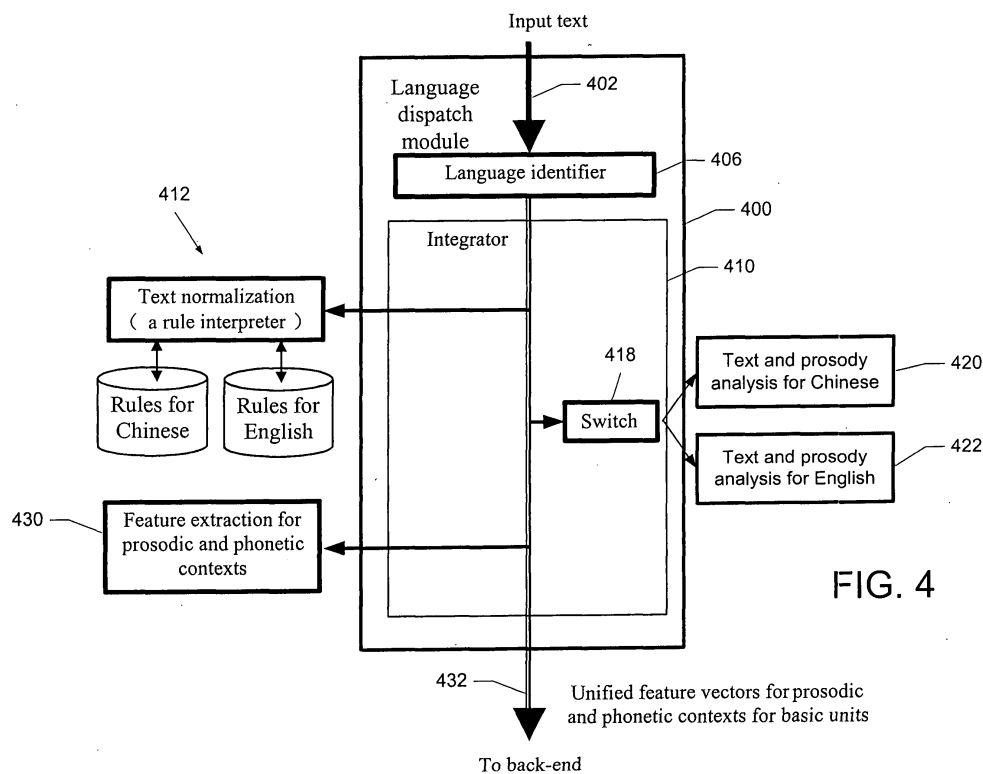 Input text
402
Language
dispatch
module
Language identifier
406
400
412
Integrator
410
Text normalization
( a rule interpreter )
418
Text and prosody
analysis for Chinese
420
Rules for
Chinese
Rules for
English
Switch
Text and prosody
analysis for English
422
430
Feature extraction for
prosodic and phonetic
contexts
FIG. 4
432
Unified feature vectors for prosodic
and phonetic contexts for basic units
To back-end